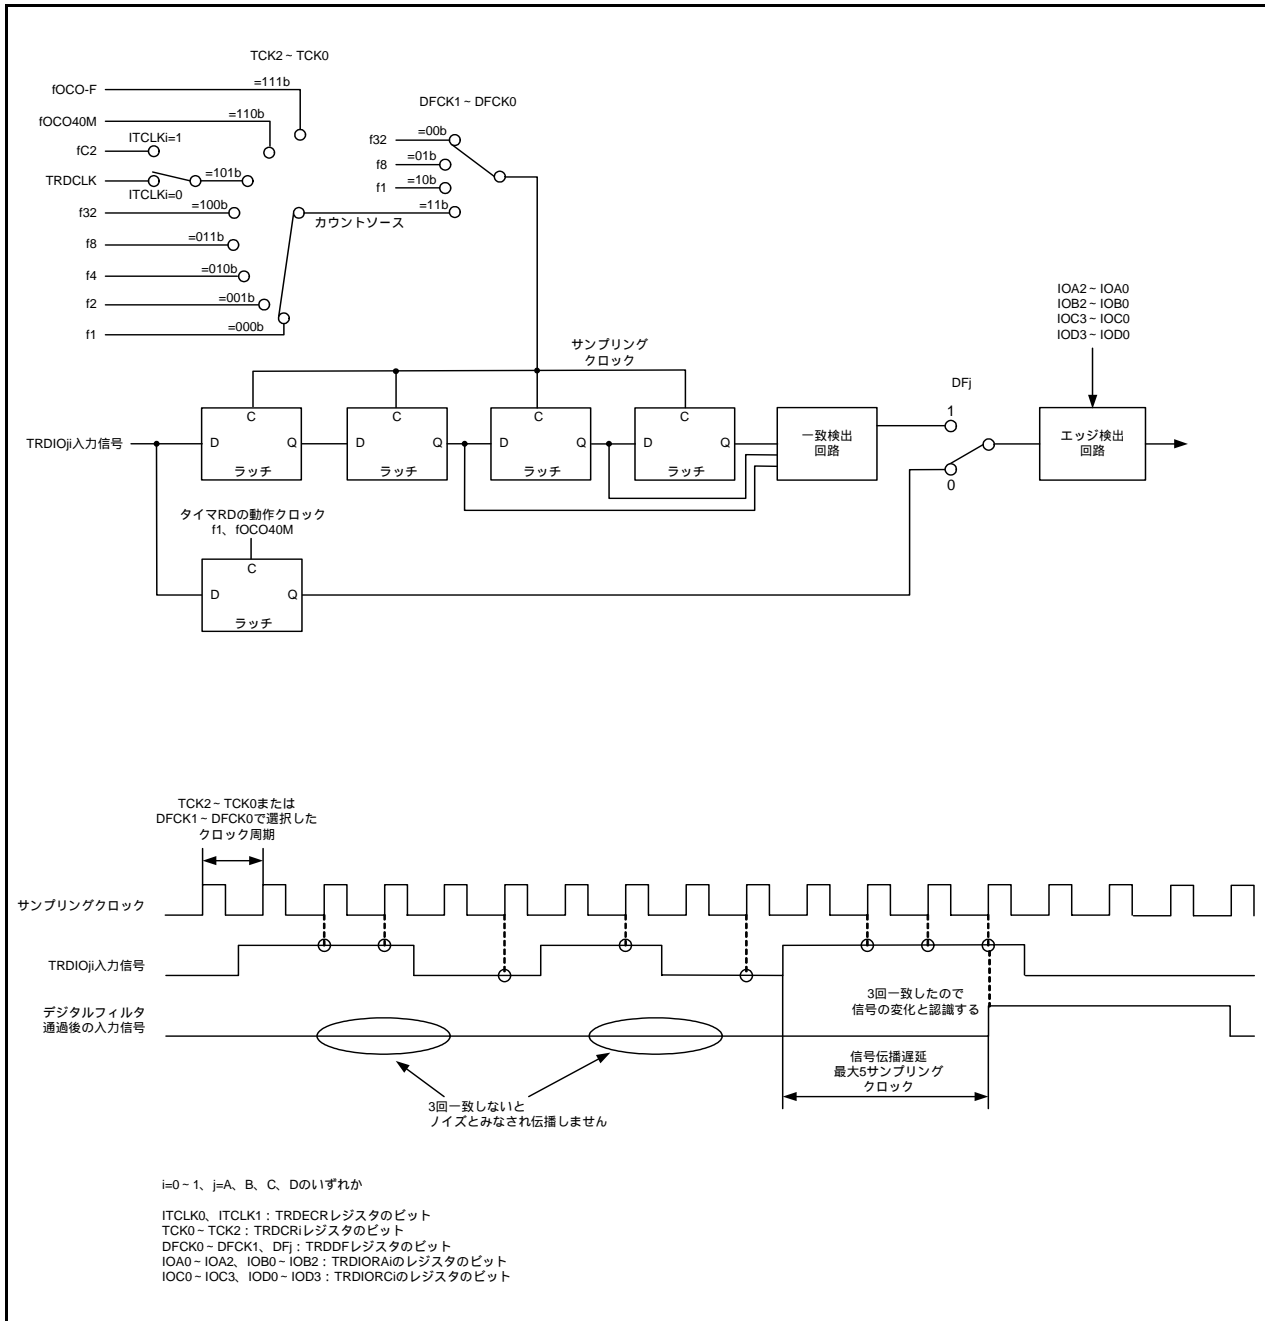 TCK2~TCK0
fOCO-F
=111b
fOCO40M
=110b
fC2
ITCLKi=1
TRDCLK
=101b
ITCLKi=0
f32
=100b
f8
=011b
f4
=010b
f2
=001b
f1
=000b
カウントソース
DFCK1~DFCK0
f32
=00b
f8
=01b
f1
=10b
=11b
サンプリング
クロック
TRDIOji入力信号
C
D
Q
ラッチ
C
D
Q
ラッチ
C
D
Q
ラッチ
C
D
Q
ラッチ
一致検出
回路
DFj
1
0
IOA2~IOA0
IOB2~IOB0
IOC3~IOC0
IOD3~IOD0
エッジ検出
回路
タイマRDの動作クロック
f1、fOCO40M
C
D
Q
ラッチ
TCK2~TCK0または
DFCK1~DFCK0で選択した
クロック周期
サンプリングクロック
TRDIOji入力信号
デジタルフィルタ
通過後の入力信号
3回一致したので
信号の変化と認識する
信号伝播遅延
最大5サンプリング
クロック
3回一致しないと
ノイズとみなされ伝播しません
i=0~1、j=A、B、C、Dのいずれか
ITCLK0、ITCLK1:TRDECRレジスタのビット
TCK0~TCK2:TRDCRiレジスタのビット
DFCK0~DFCK1、DFj:TRDDFレジスタのビット
IOA0~IOA2、IOB0~IOB2:TRDIORAiのレジスタのビット
IOC0~IOC3、IOD0~IOD3:TRDIORCiのレジスタのビット